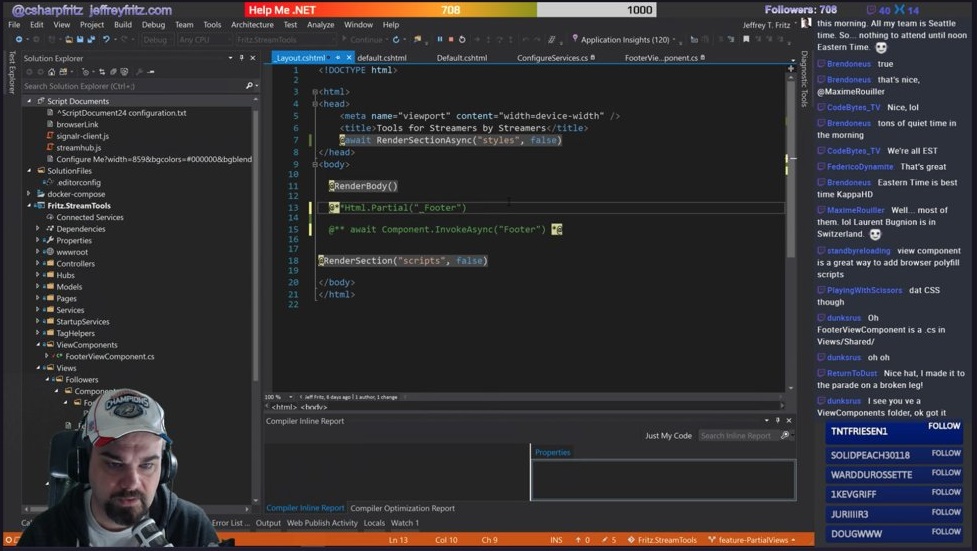 @csharpfritz jeffreyfritz.com
Help Me .NET 708 1000
Followers: 708
40 14
File View Project Build Debug Team Tools Architecture Test Analyze Window Help
Jeffrey T. Fritz
Debug Any CPU Fritz.StreamTools Continue Application Insights (120)
Test Explorer
Solution Explorer
Search Solution Explorer (Ctrl+;)
Script Documents
^ScriptDocument24 configuration.txt
browserLink
signalr-client.js
streamhub.js
Configure Me?width=859&bgcolors=#000000&bgblend
SolutionFiles
.editorconfig
docker-compose
Fritz.StreamTools
Connected Services
Dependencies
Properties
wwwroot
Controllers
Hubs
Models
Pages
Services
StartupServices
TagHelpers
ViewComponents
FooterViewComponent.cs
Views
Followers
_Layout.cshtml default.cshtml Default.cshtml ConfigureServices.cs FooterVie...ponent.cs
1 <!DOCTYPE html>
2
3 <html>
4 <head>
5 <meta name="viewport" content="width=device-width" />
6 <title>Tools for Streamers by Streamers</title>
7 @await RenderSectionAsync("styles", false)
8 </head>
9 <body>
10
11 @RenderBody()
12
13 @**Html.Partial("_Footer")
14
15 @** await Component.InvokeAsync("Footer") *@
16
17
18 @RenderSection("scripts", false)
19
20 </body>
21 </html>
22
100 % Jeff Fritz, 6 days ago | 1 author, 1 change
<html> <body>
Compiler Inline Report
Just My Code Search Inline Report
Properties
Compiler Inline Report Compiler Optimization Report
Error List ... Output Web Publish Activity Locals Watch 1
Ln 13 Col 10 Ch 9 INS 0 5 Fritz.StreamTools feature-PartialViews
Diagnostic Tools
this morning. All my team is Seattle
time. So... nothing to attend until noon
Eastern Time.
Brendoneus true
Brendoneus that's nice,
@MaximeRouiller
CodeBytes_TV Nice, lol
Brendoneus tons of quiet time in
the morning
CodeBytes_TV We're all EST
FedericoDynamite That's great
Brendoneus Eastern Time is best
time KappaHD
MaximeRouiller Well... most of
them. lol Laurent Bugnion is in
Switzerland.
standbyreloading view component
is a great way to add browser polyfill
scripts
PlayingWithScissors dat CSS
though
dunksrus Oh
FooterViewComponent is a .cs in
Views/Shared/
dunksrus oh oh
ReturnToDust Nice hat, I made it to
the parade on a broken leg!
dunksrus I see you ve a
ViewComponents folder, ok got it
TNTFRIESEN1 FOLLOW
SOLIDPEACH30118 FOLLOW
WARDDUROSSETTE FOLLOW
1KEVGRIFF FOLLOW
JURIIIIR3 FOLLOW
DOUGWWW FOLLOW
CHAMPIONS